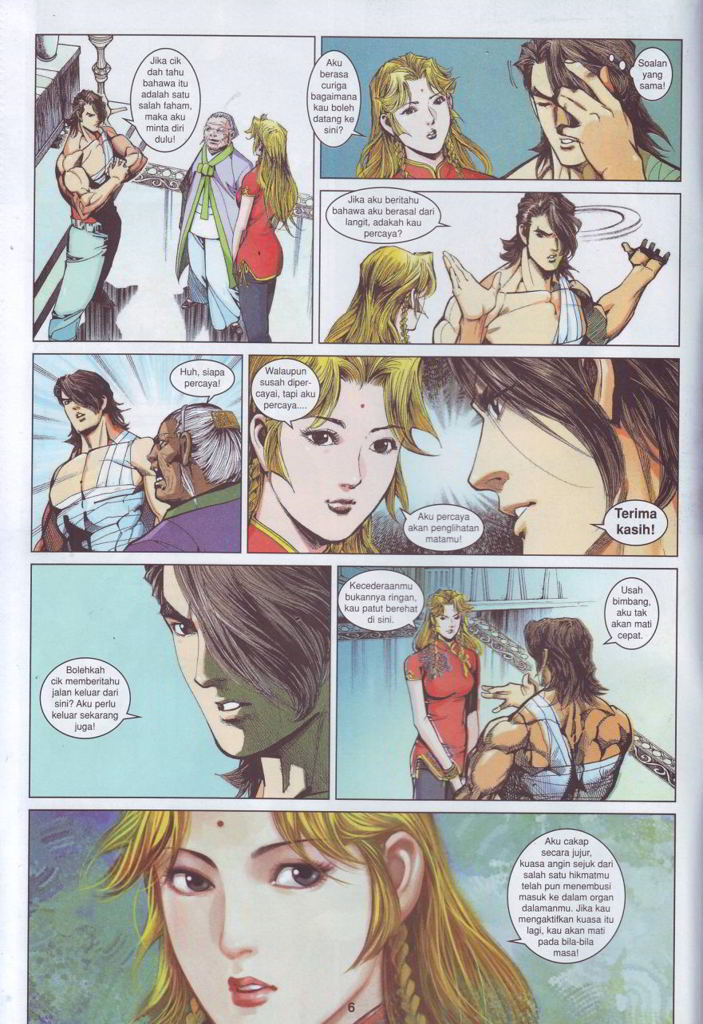 Jika cik
dah tahu
bahawa itu
adalah satu
salah faham,
maka aku
minta diri
dulu!
Aku
berasa
curiga
bagaimana
kau boleh
datang ke
sini?
Soalan
yang
sama!
Jika aku beritahu
bahawa aku berasal dari
langit, adakah kau
percaya?
Huh, siapa
percaya!
Walaupun
susah diper-
cayai, tapi aku
percaya....
Aku percaya
akan penglihatan
matamu!
Terima
kasih!
Bolehkah
cik memberitahu
jalan keluar dari
sini? Aku perlu
keluar sekarang
juga!
Kecederaanmu
bukannya ringan,
kau patut berehat
di sini.
Usah
bimbang,
aku tak
akan mati
cepat.
Aku cakap
secara jujur,
kuasa angin sejuk dari
salah satu hikmatmu
telah pun menembusi
masuk ke dalam organ
dalamanmu. Jika kau
mengaktifkan kuasa itu
lagi, kau akan mati
pada bila-bila
masa!
6